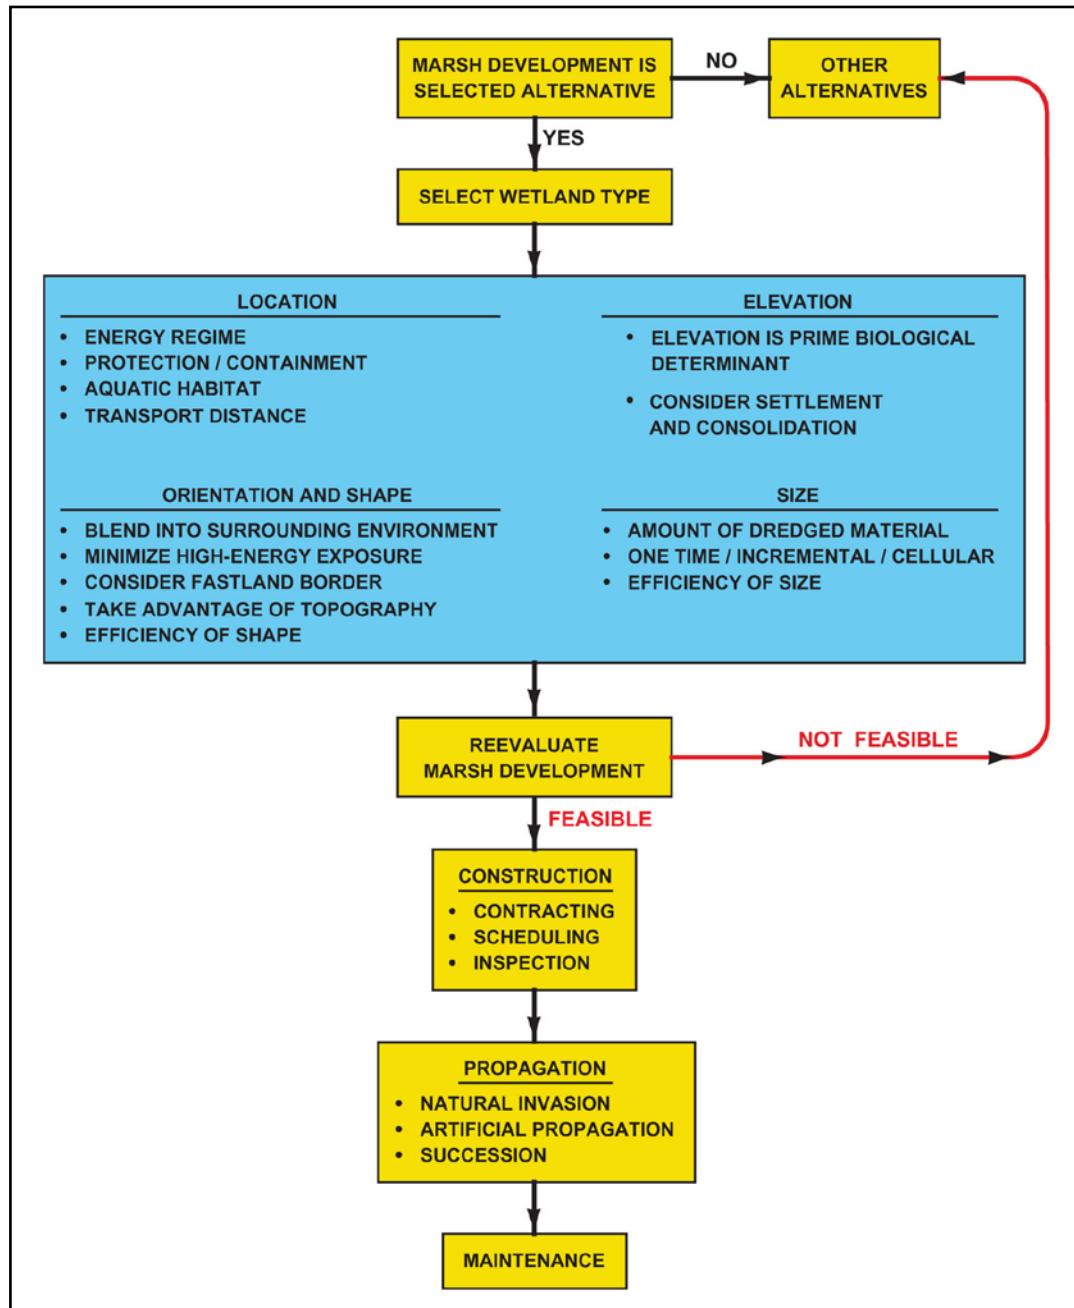 MARSH DEVELOPMENT IS
SELECTED ALTERNATIVE
NO
OTHER
ALTERNATIVES
YES
SELECT WETLAND TYPE
LOCATION
• ENERGY REGIME
• PROTECTION / CONTAINMENT
• AQUATIC HABITAT
• TRANSPORT DISTANCE
ELEVATION
• ELEVATION IS PRIME BIOLOGICAL
DETERMINANT
• CONSIDER SETTLEMENT
AND CONSOLIDATION
ORIENTATION AND SHAPE
• BLEND INTO SURROUNDING ENVIRONMENT
• MINIMIZE HIGH-ENERGY EXPOSURE
• CONSIDER FASTLAND BORDER
• TAKE ADVANTAGE OF TOPOGRAPHY
• EFFICIENCY OF SHAPE
SIZE
• AMOUNT OF DREDGED MATERIAL
• ONE TIME / INCREMENTAL / CELLULAR
• EFFICIENCY OF SIZE
REEVALUATE
MARSH DEVELOPMENT
NOT FEASIBLE
FEASIBLE
CONSTRUCTION
• CONTRACTING
• SCHEDULING
• INSPECTION
PROPAGATION
• NATURAL INVASION
• ARTIFICIAL PROPAGATION
• SUCCESSION
MAINTENANCE